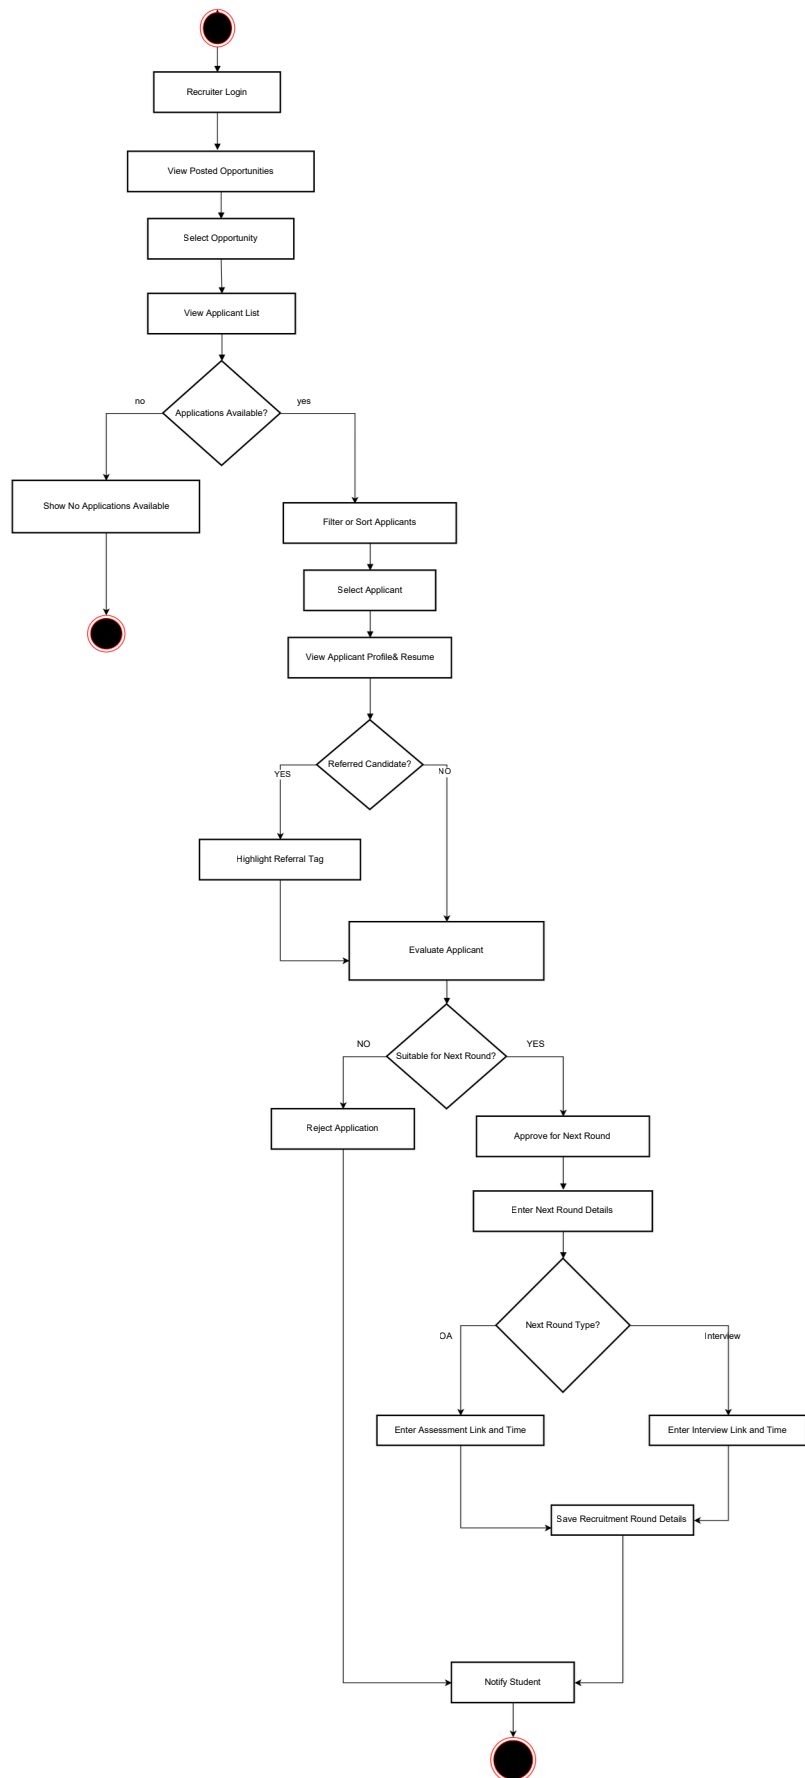 Recruiter Login
View Posted Opportunities
Select Opportunity
View Applicant List
no
Applications Available?
yes
Show No Applications Available
Filter or Sort Applicants
Select Applicant
View Applicant Profile& Resume
Referred Candidate?
YES
NO
Highlight Referral Tag
Evaluate Applicant
NO
Suitable for Next Round?
YES
Reject Application
Approve for Next Round
Enter Next Round Details
Next Round Type?
OA
Interview
Enter Assessment Link and Time
Enter Interview Link and Time
Save Recruitment Round Details
Notify Student